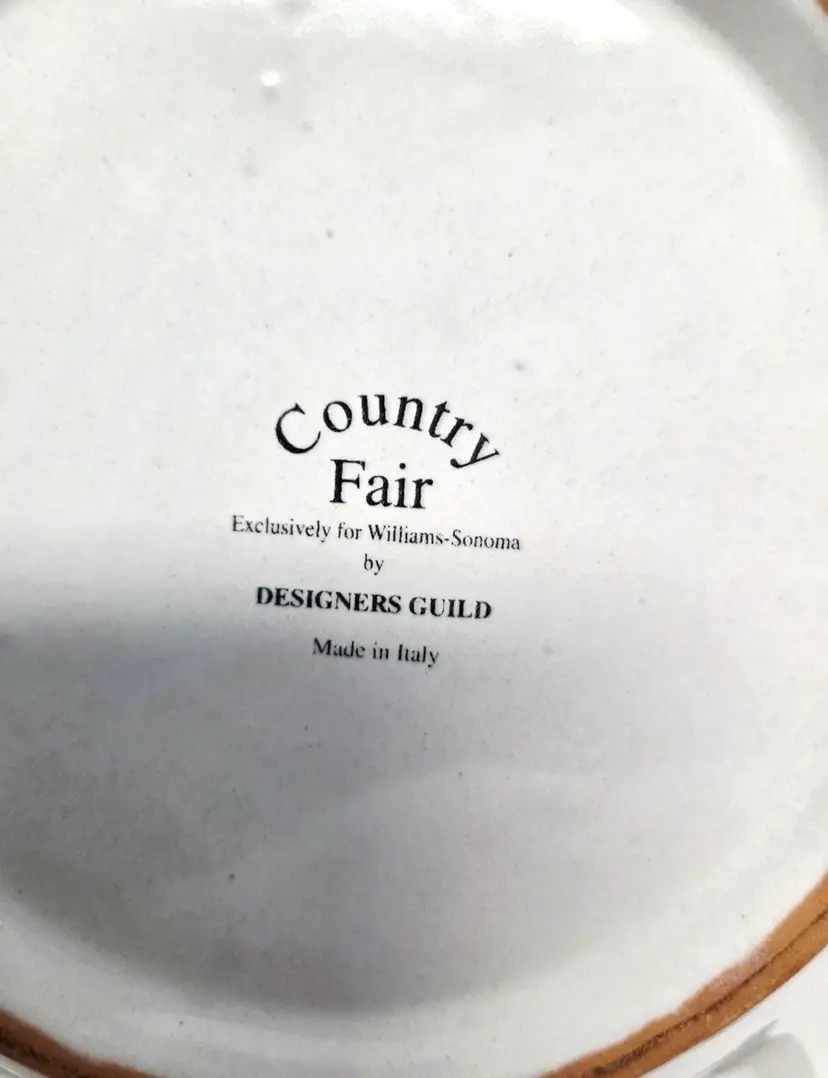 Country
Fair
Exclusively for Williams-Sonoma
by
DESIGNERS GUILD
Made in Italy